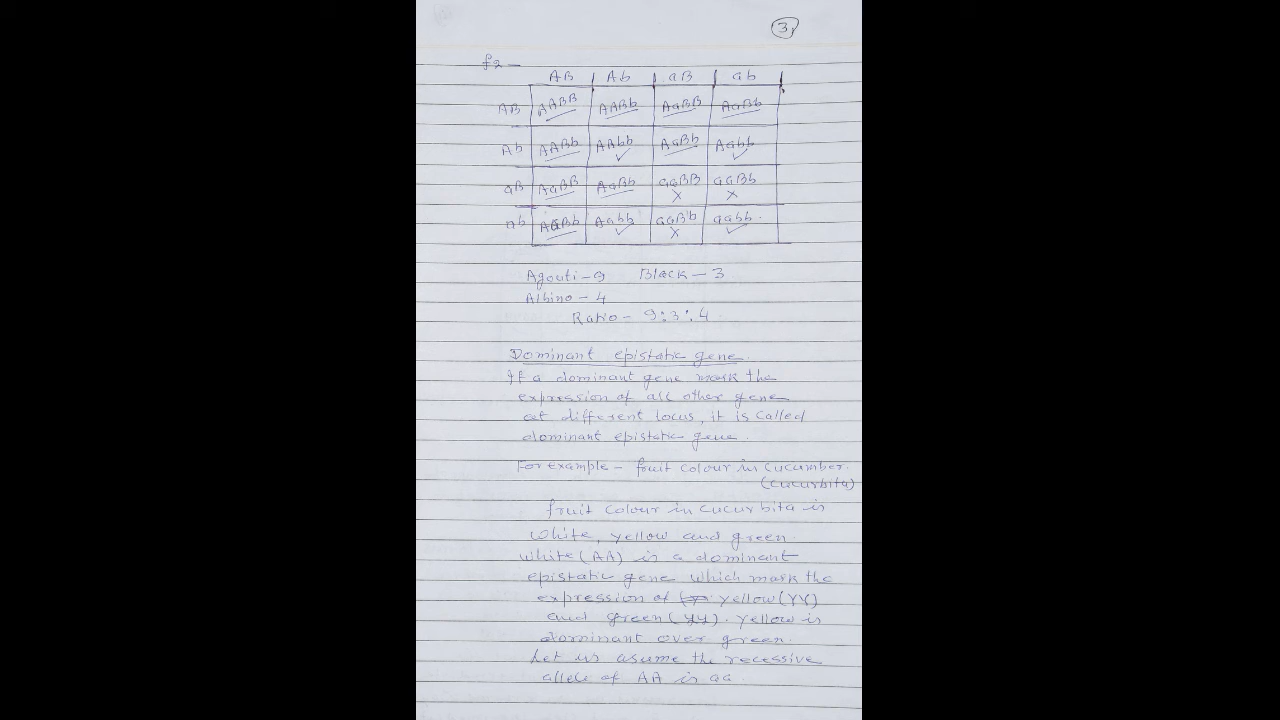 3
f2 —
AB Ab aB ab
AB AABB AABb AaBB AaBb
Ab AABb AAbb AaBb Aabb
aB AaBB AaBb aaBB aaBb
ab AaBb Aabb aaBb aabb.
Agouti - 9 Black - 3
Albino - 4
Ratio - 9:3:4
Dominant epistatic gene.
If a dominant gene mask the
expression of all other gene
at different locus, it is called
dominant epistatic gene.
For example - fruit colour in cucumber.
(cucurbita)
fruit colour in cucurbita is
white, yellow and green.
white (AA) is a dominant
epistatic gene which mask the
expression of yellow (YY)
and green (yy). yellow is
dominant over green.
Let us asume the recessive
allele of AA is aa.